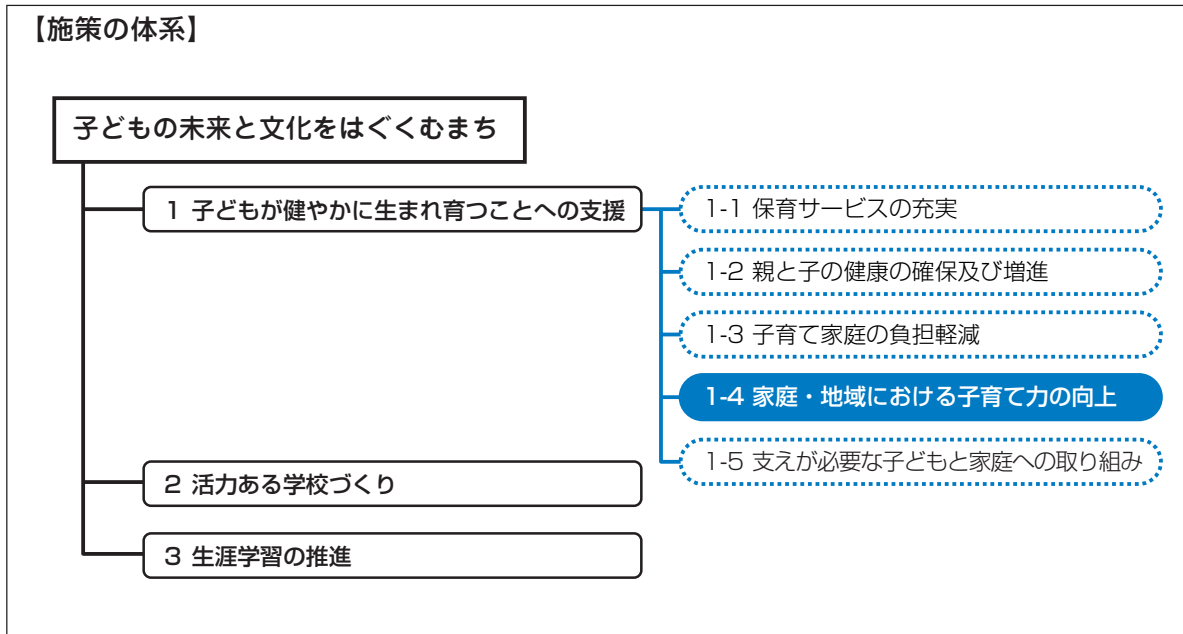 【施策の体系】
子どもの未来と文化をはぐくむまち
1 子どもが健やかに生まれ育つことへの支援
1-1 保育サービスの充実
1-2 親と子の健康の確保及び増進
1-3 子育て家庭の負担軽減
1-4 家庭・地域における子育て力の向上
1-5 支えが必要な子どもと家庭への取り組み
2 活力ある学校づくり
3 生涯学習の推進